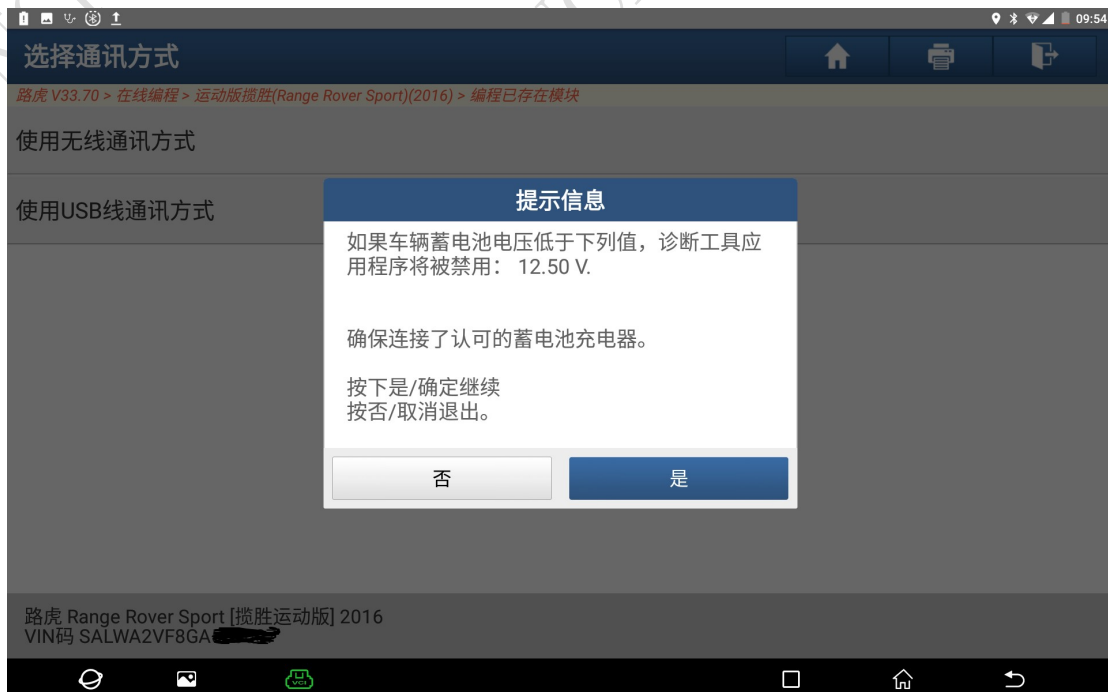 09:54
选择通讯方式
路虎 V33.70 > 在线编程 > 运动版揽胜(Range Rover Sport)(2016) > 编程已存在模块
使用无线通讯方式
使用USB线通讯方式
提示信息
如果车辆蓄电池电压低于下列值，诊断工具应
用程序将被禁用： 12.50 V.
确保连接了认可的蓄电池充电器。
按下是/确定继续
按否/取消退出。
否
是
路虎 Range Rover Sport [揽胜运动版] 2016
VIN码 SALWA2VF8GA
VCI